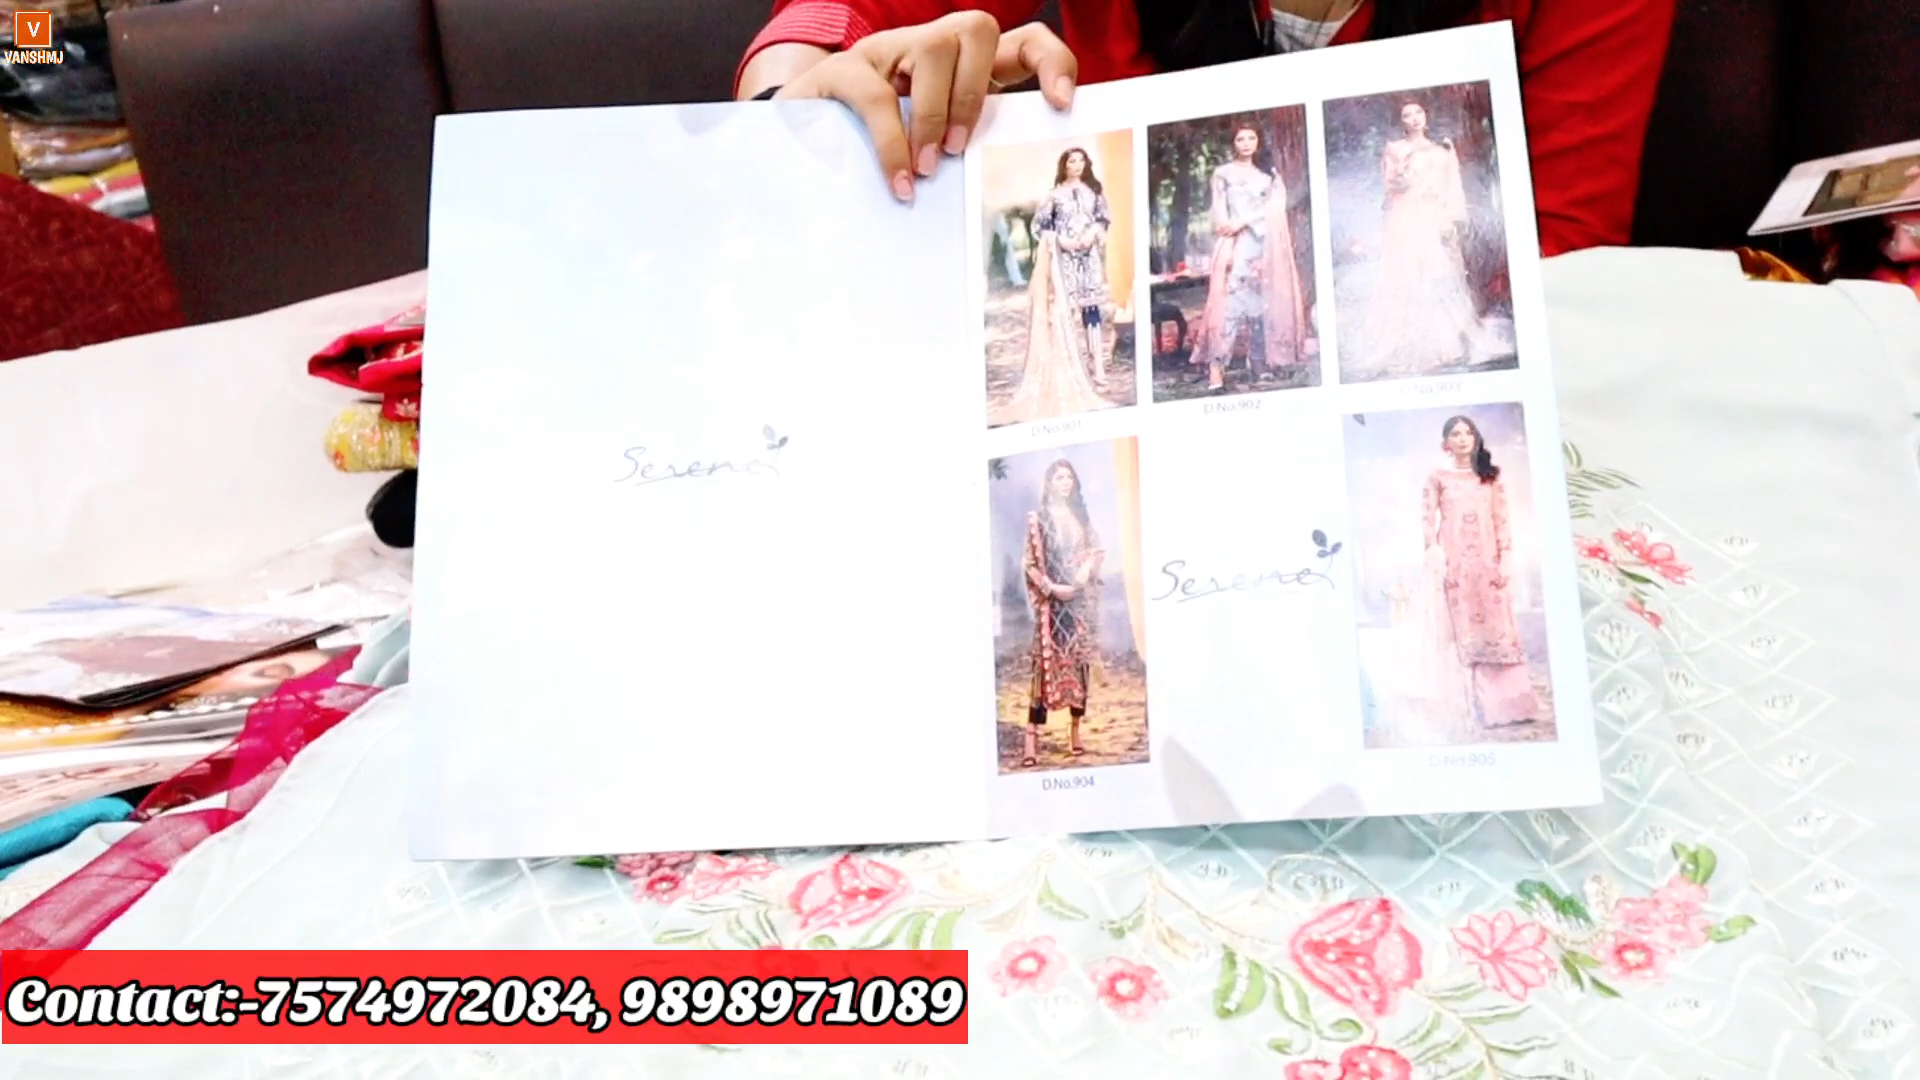 V
VANSHMJ
Serene
D.No.901
D.No.902
D.No.903
D.No.904
Serene
D.No.905
Contact:-7574972084, 9898971089